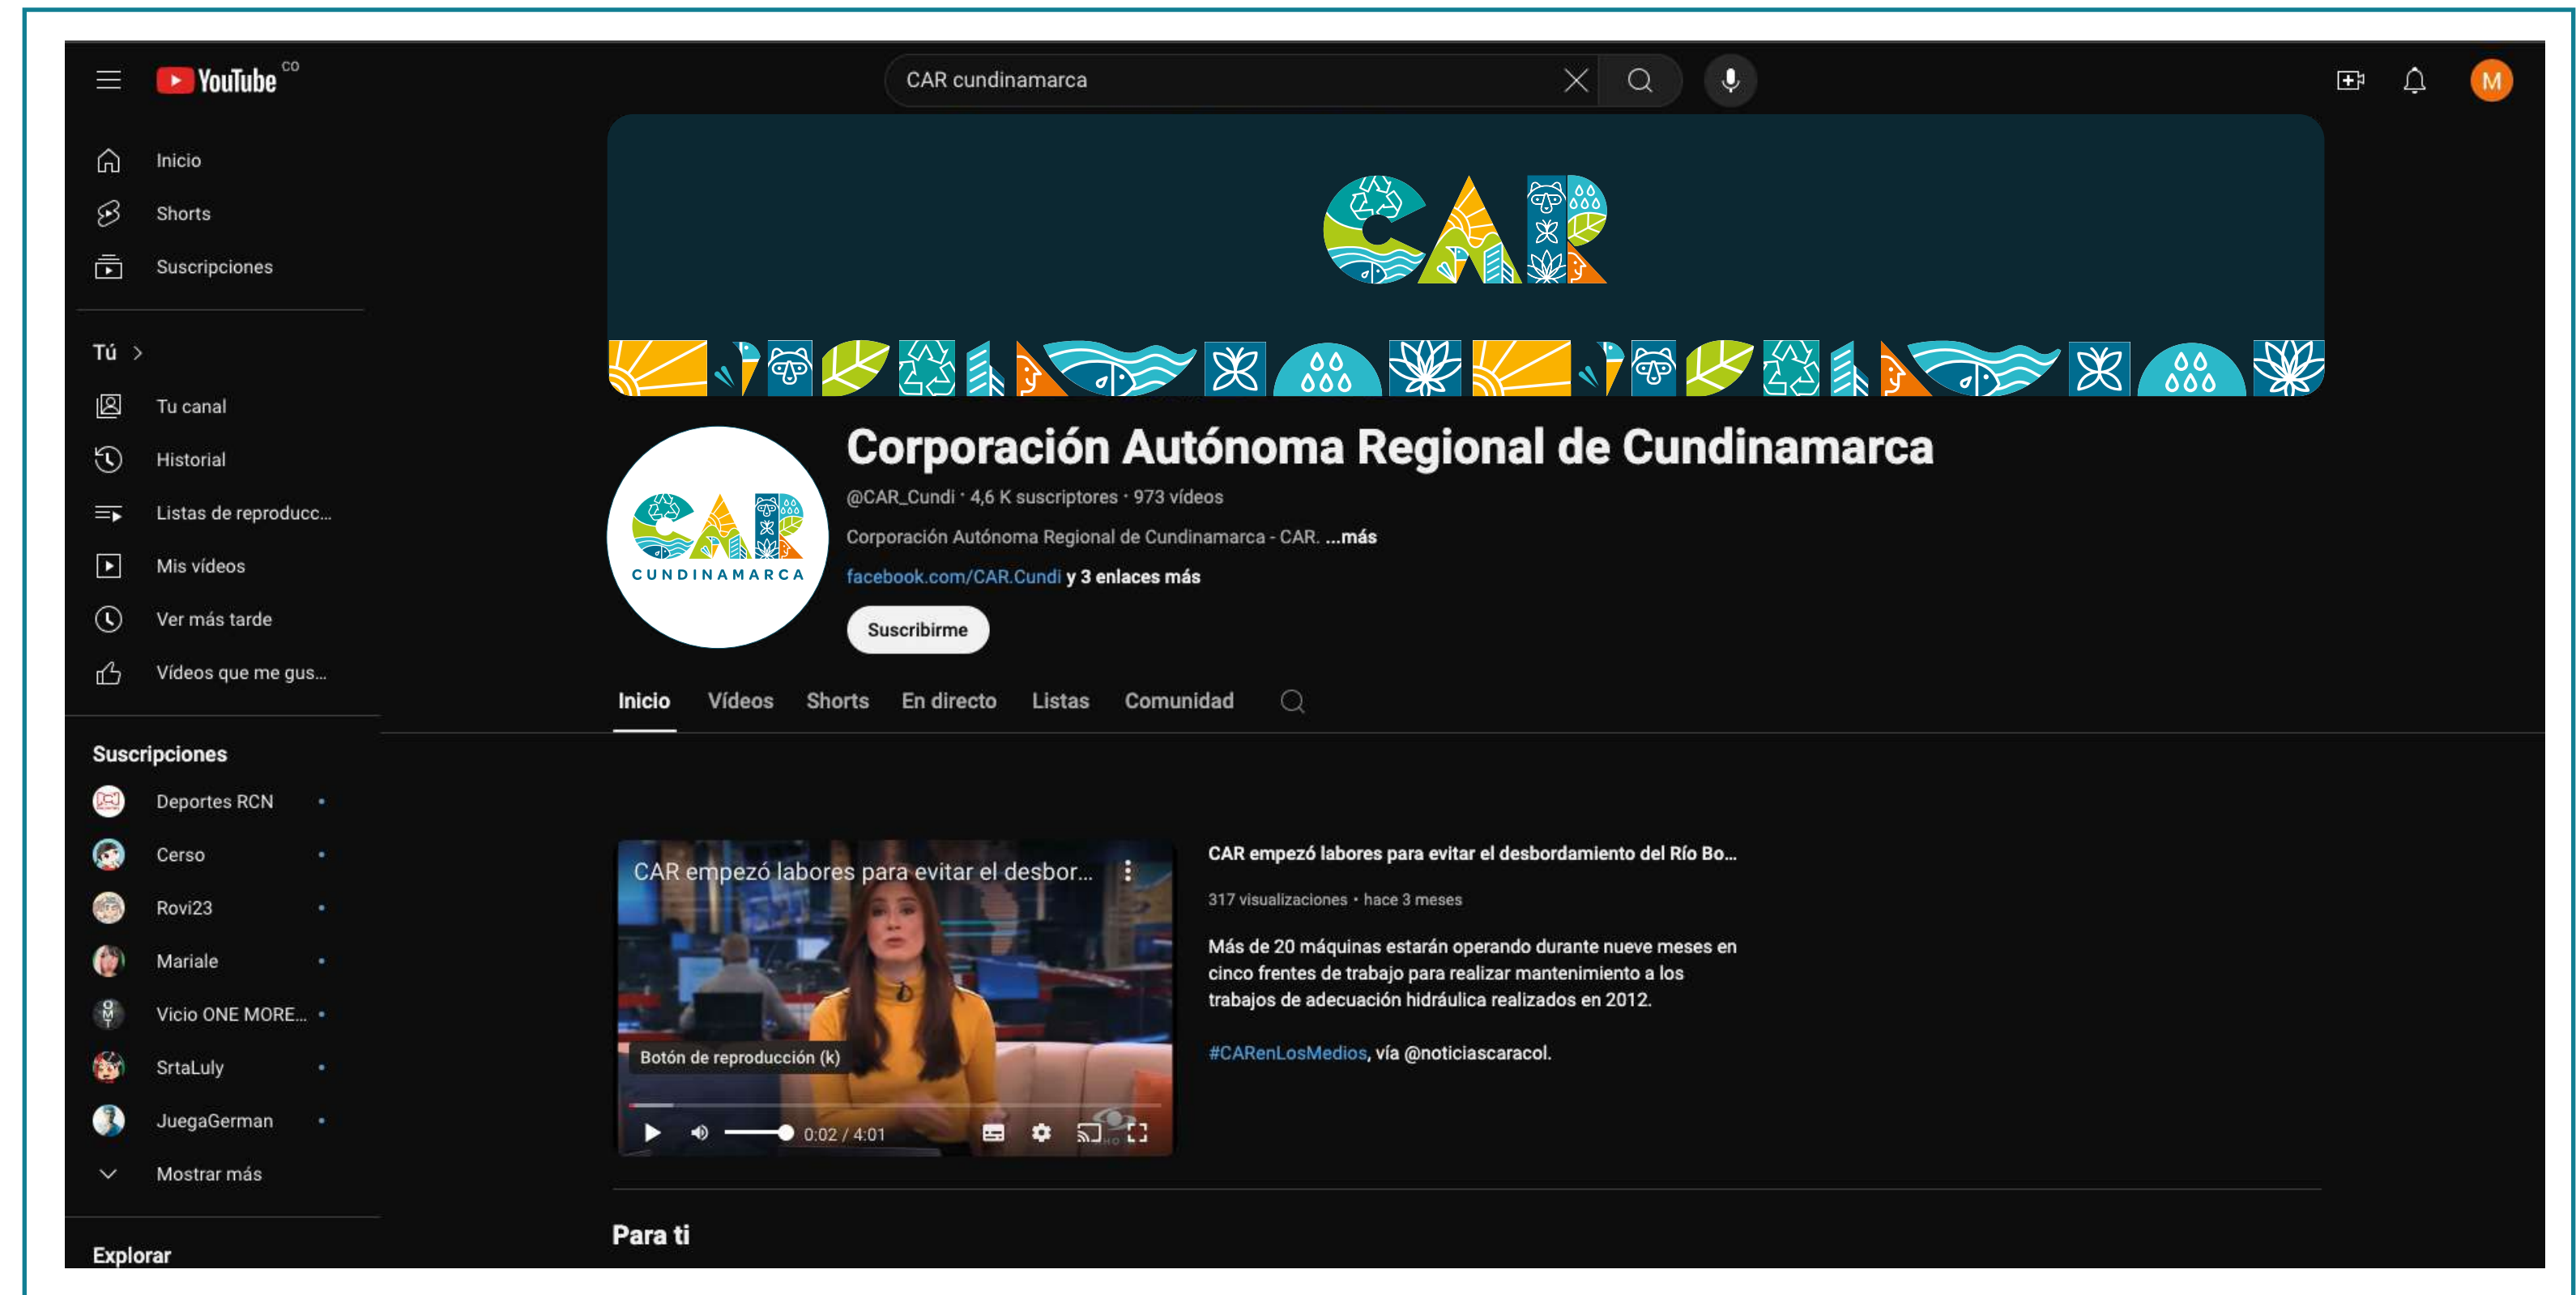 YouTube CO
CAR cundinamarca
M
Inicio
Shorts
Suscripciones
Tú
Tu canal
Historial
Listas de reproducc...
Mis vídeos
Ver más tarde
Vídeos que me gus...
Suscripciones
Deportes RCN
Cerso
Rovi23
Mariale
Vicio ONE MORE...
SrtaLuly
JuegaGerman
Mostrar más
Explorar
CAR
CAR
CUNDINAMARCA
Corporación Autónoma Regional de Cundinamarca
@CAR_Cundi · 4,6 K suscriptores · 973 vídeos
Corporación Autónoma Regional de Cundinamarca - CAR. ...más
facebook.com/CAR.Cundi y 3 enlaces más
Suscribirme
Inicio Vídeos Shorts En directo Listas Comunidad
CAR empezó labores para evitar el desbor...
Botón de reproducción (k)
0:02 / 4:01
CAR empezó labores para evitar el desbordamiento del Río Bo...
317 visualizaciones · hace 3 meses
Más de 20 máquinas estarán operando durante nueve meses en
cinco frentes de trabajo para realizar mantenimiento a los
trabajos de adecuación hidráulica realizados en 2012.
#CARenLosMedios, vía @noticiascaracol.
Para ti